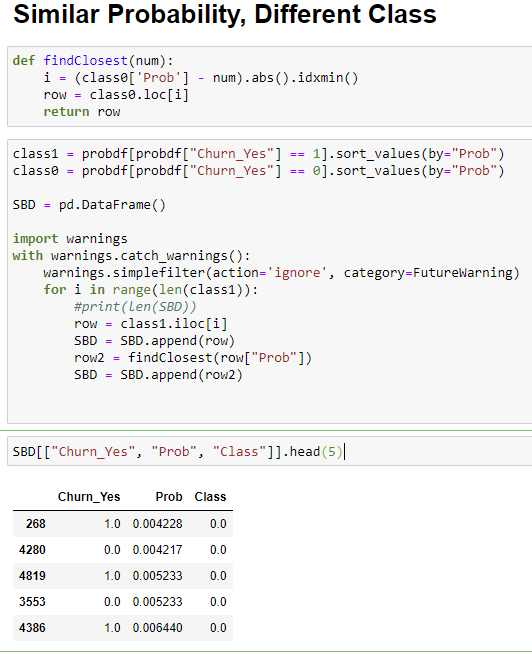 Similar Probability, Different Class
def findClosest(num):
    i = (class0['Prob'] - num).abs().idxmin()
    row = class0.loc[i]
    return row
class1 = probdf[probdf["Churn_Yes"] == 1].sort_values(by="Prob")
class0 = probdf[probdf["Churn_Yes"] == 0].sort_values(by="Prob")
SBD = pd.DataFrame()
import warnings
with warnings.catch_warnings():
    warnings.simplefilter(action='ignore', category=FutureWarning)
    for i in range(len(class1)):
        #print(len(SBD))
        row = class1.iloc[i]
        SBD = SBD.append(row)
        row2 = findClosest(row["Prob"])
        SBD = SBD.append(row2)
SBD[["Churn_Yes", "Prob", "Class"]].head(5)
Churn_Yes Prob Class
268 1.0 0.004228 0.0
4280 0.0 0.004217 0.0
4819 1.0 0.005233 0.0
3553 0.0 0.005233 0.0
4386 1.0 0.006440 0.0